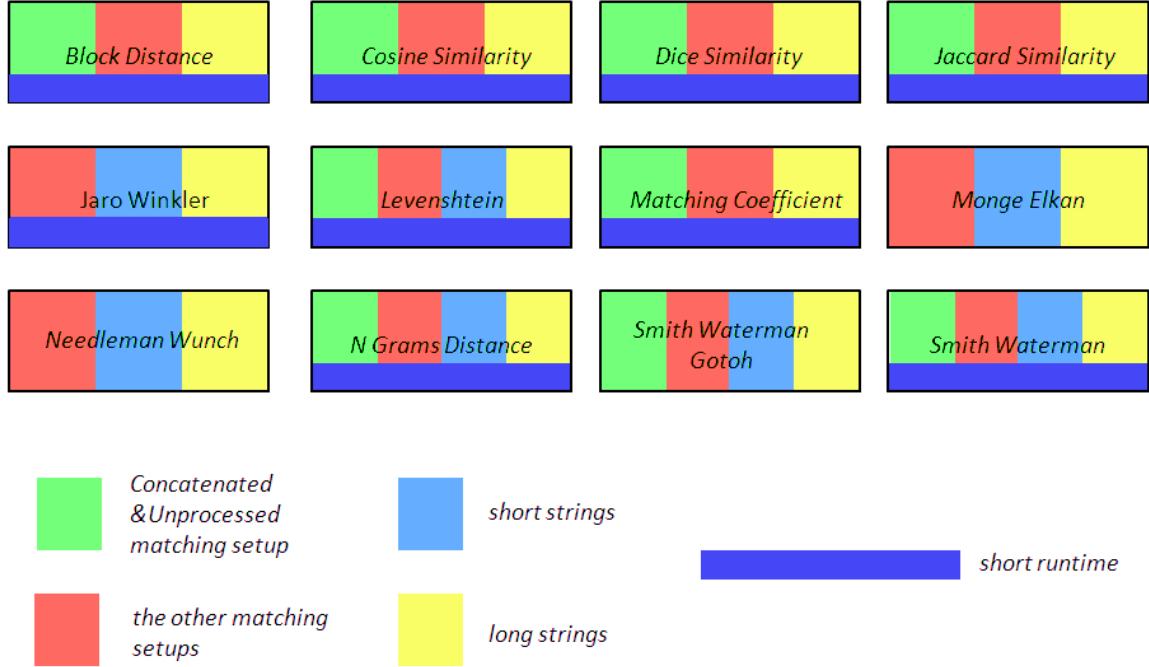 Block Distance
Cosine Similarity
Dice Similarity
Jaccard Similarity
Jaro Winkler
Levenshtein
Matching Coefficient
Monge Elkan
Needleman Wunch
N Grams Distance
Smith Waterman
Gotoh
Smith Waterman
Concatenated
&Unprocessed
matching setup
short strings
short runtime
the other matching
setups
long strings